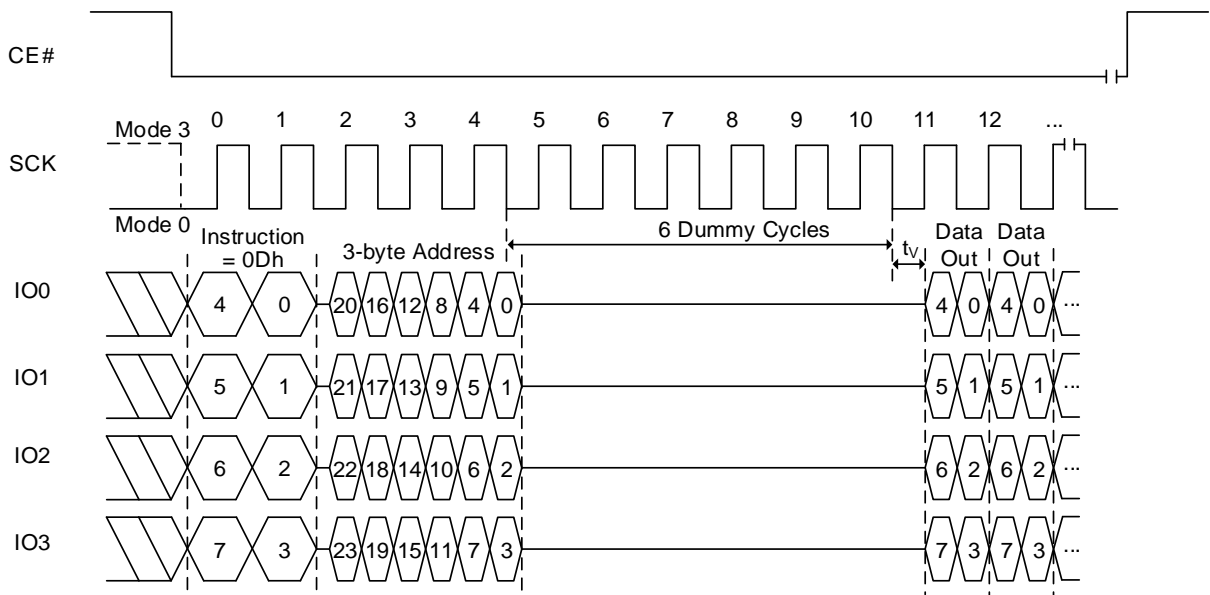 CE#
0 1 2 3 4 5 6 7 8 9 10 11 12 ...
Mode 3
SCK
Mode 0
Instruction
= 0Dh
3-byte Address
6 Dummy Cycles
tV
Data
Out
Data
Out
IO0 4 0 20 16 12 8 4 0 4 0 4 0 ...
IO1 5 1 21 17 13 9 5 1 5 1 5 1 ...
IO2 6 2 22 18 14 10 6 2 6 2 6 2 ...
IO3 7 3 23 19 15 11 7 3 7 3 7 3 ...